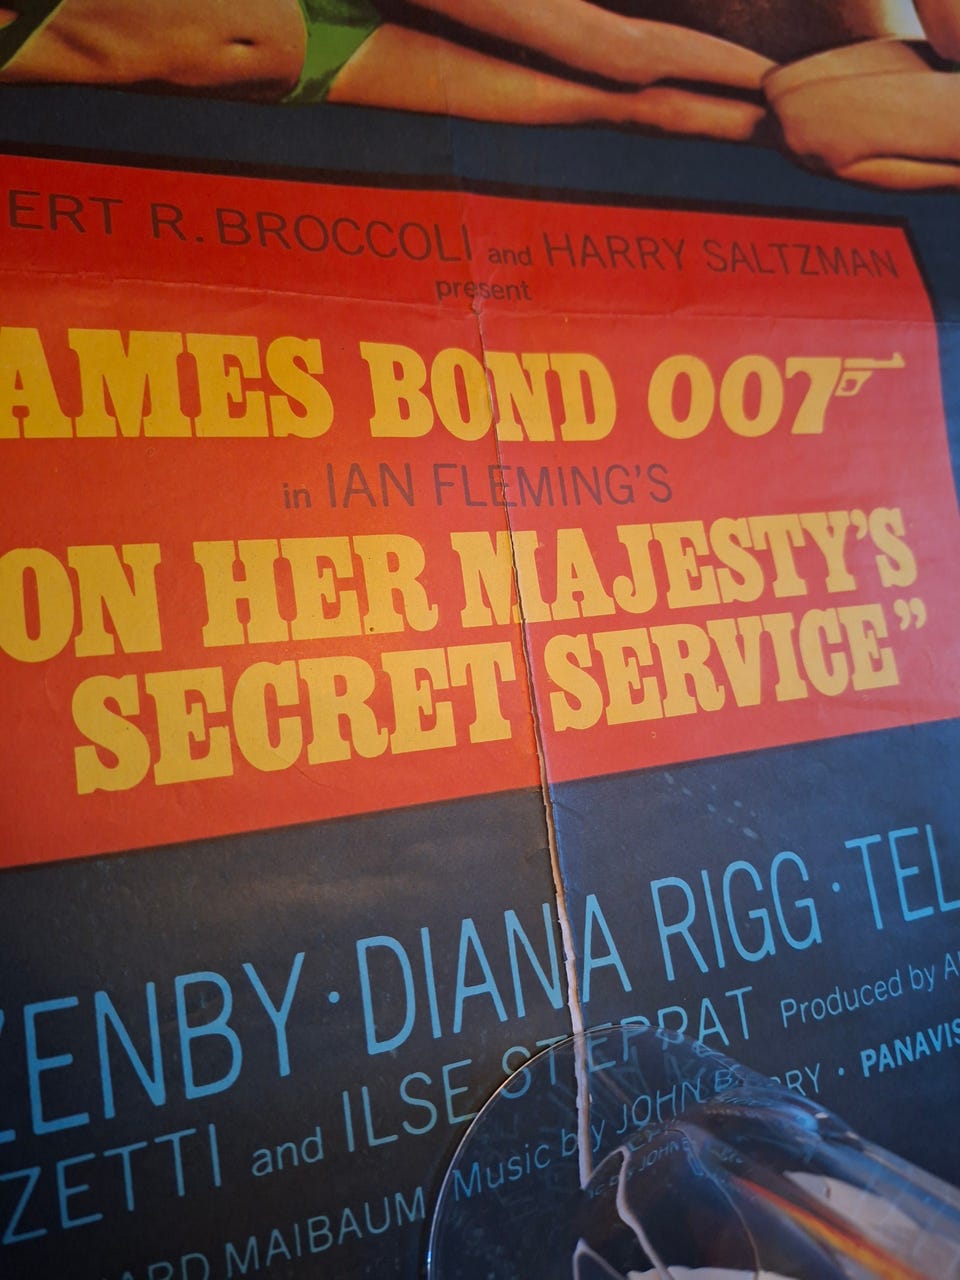 ERT R. BROCCOLI and HARRY SALTZMAN
present
AMES BOND 007
in IAN FLEMING'S
ON HER MAJESTY'S
SECRET SERVICE”
ZENBY · DIANA RIGG · TEL
ZETTI and ILSE STEPPAT Produced by A
ARD MAIBAUM Music by JOHN BARRY · PANAVIS